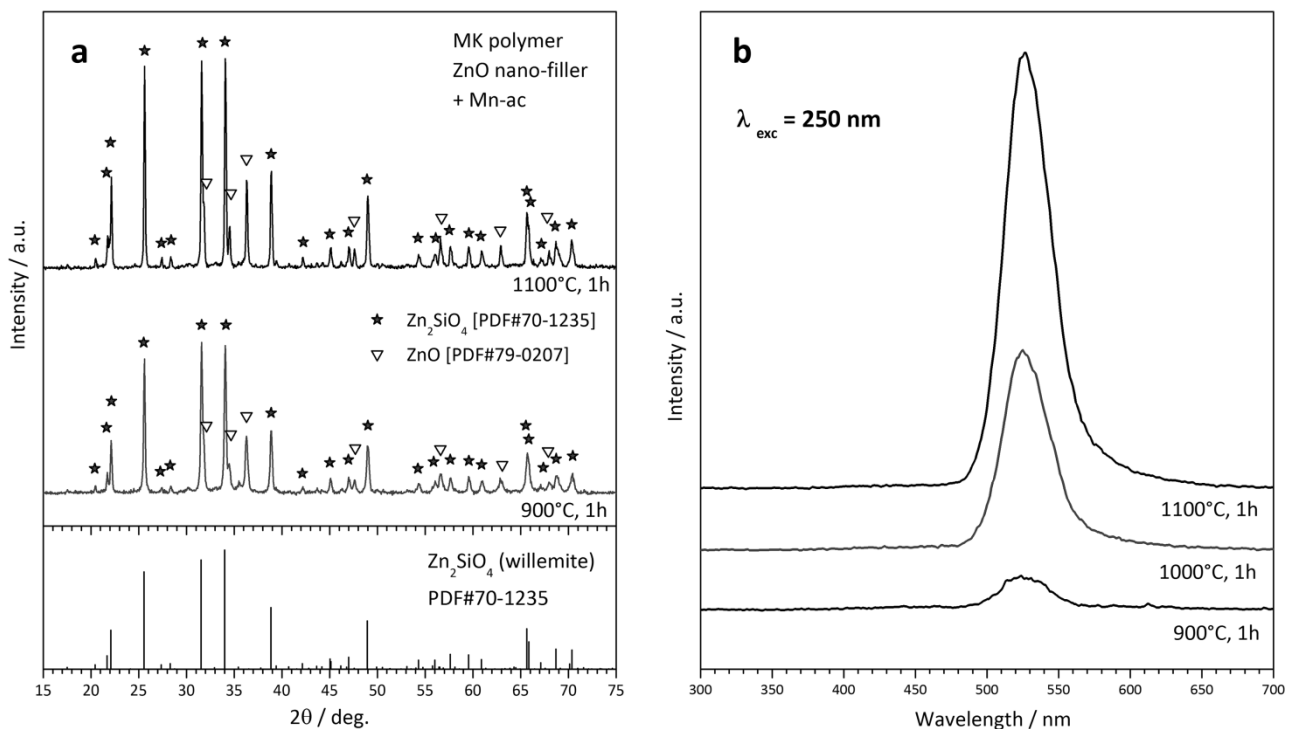 a
MK polymer
ZnO nano-filler
+ Mn-ac
1100°C, 1h
★ Zn₂SiO₄ [PDF#70-1235]
▽ ZnO [PDF#79-0207]
900°C, 1h
Zn₂SiO₄ (willemite)
PDF#70-1235
Intensity / a.u.
15 20 25 30 35 40 45 50 55 60 65 70 75
2θ / deg.
b
λ exc = 250 nm
1100°C, 1h
1000°C, 1h
900°C, 1h
Intensity / a.u.
300 350 400 450 500 550 600 650 700
Wavelength / nm